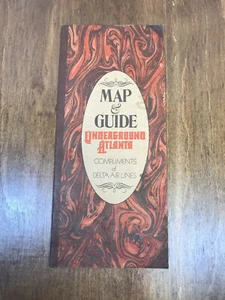 MAP
&
GUIDE
UNDERGROUND
ATLANTA
COMPLIMENTS
of
DELTA AIR LINES